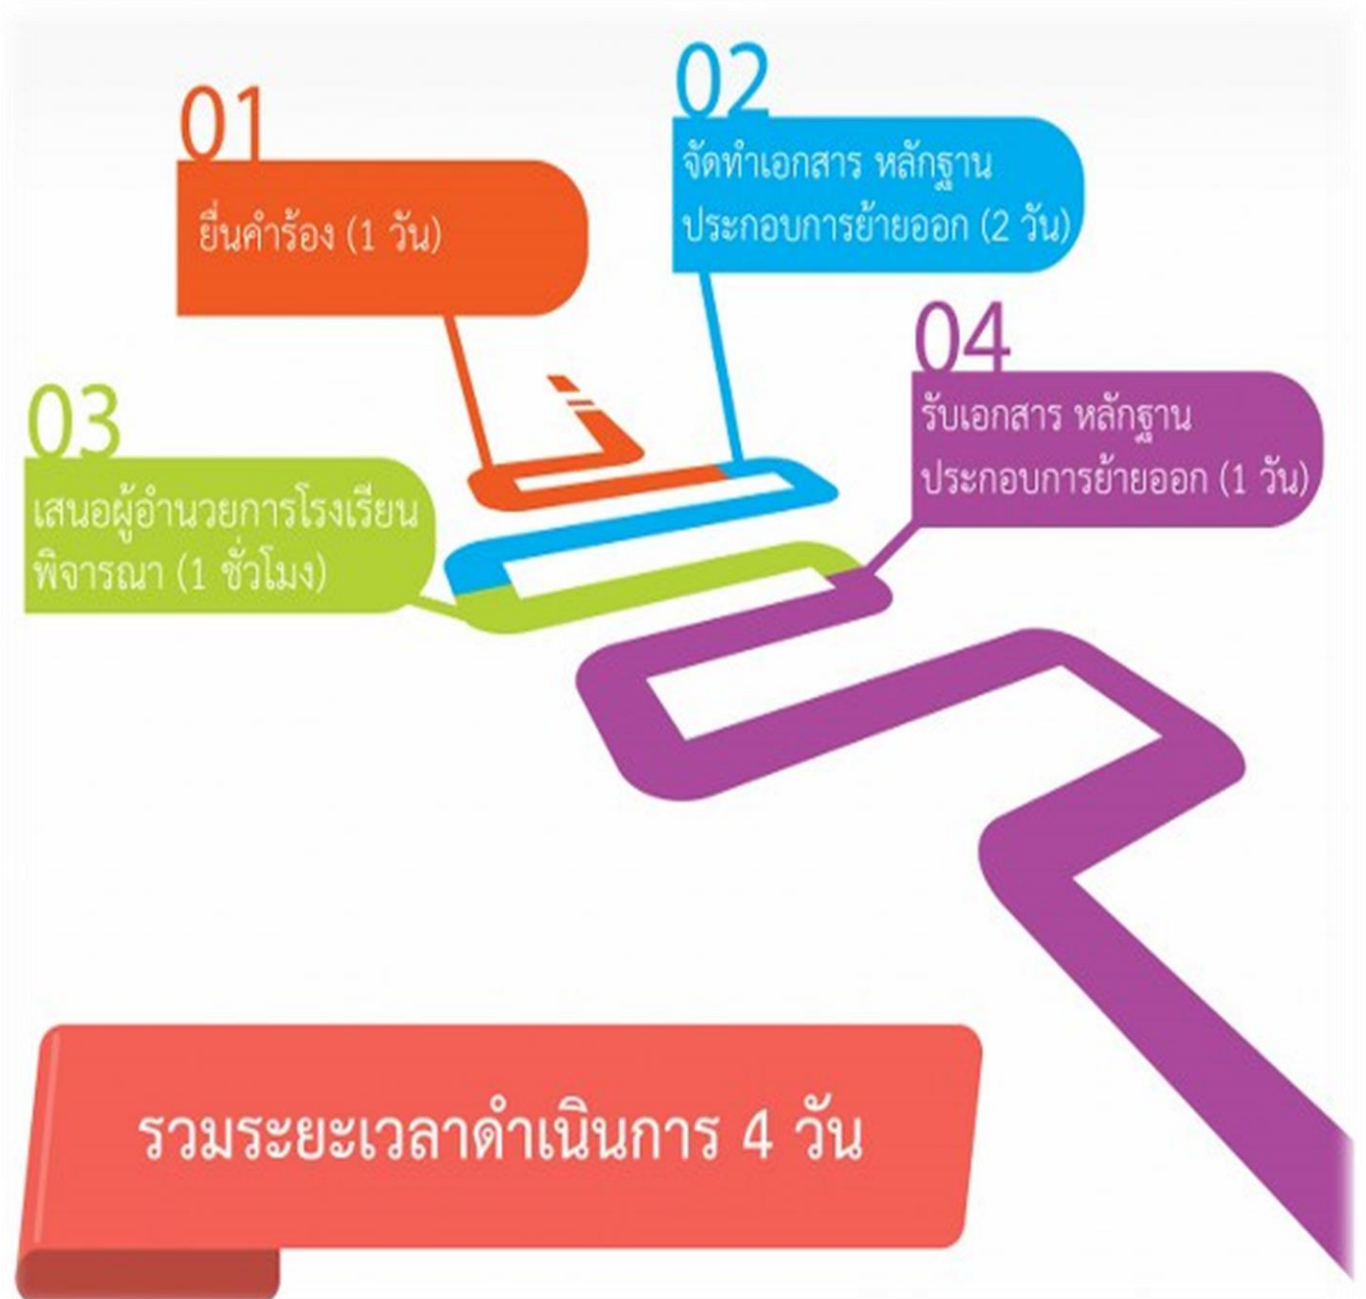 01
ยื่นคำร้อง (1 วัน)
02
จัดทำเอกสาร หลักฐาน
ประกอบการย้ายออก (2 วัน)
03
เสนอผู้อำนวยการโรงเรียน
พิจารณา (1 ชั่วโมง)
04
รับเอกสาร หลักฐาน
ประกอบการย้ายออก (1 วัน)
รวมระยะเวลาดำเนินการ 4 วัน